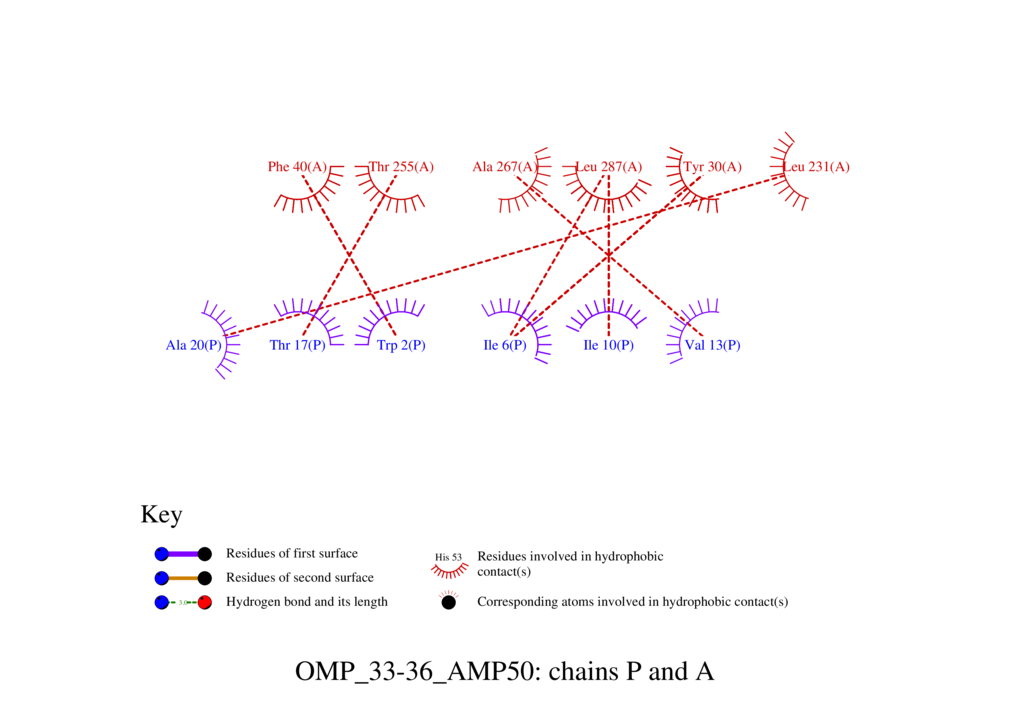 Phe 40(A) Thr 255(A) Ala 267(A) Leu 287(A) Tyr 30(A) Leu 231(A)
Ala 20(P) Thr 17(P) Trp 2(P) Ile 6(P) Ile 10(P) Val 13(P)
Key
Residues of first surface
Residues of second surface
3.0
Hydrogen bond and its length
His 53
Residues involved in hydrophobic
contact(s)
Corresponding atoms involved in hydrophobic contact(s)
OMP_33-36_AMP50: chains P and A